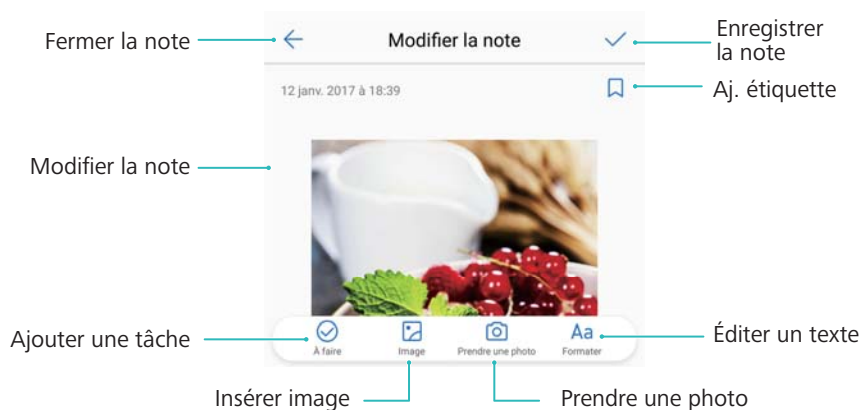 Fermer la note
Modifier la note
Enregistrer
la note
12 janv. 2017 à 18:39
Aj. étiquette
Modifier la note
Ajouter une tâche
À faire
Image
Prendre une photo
Aa
Formater
Éditer un texte
Insérer image
Prendre une photo